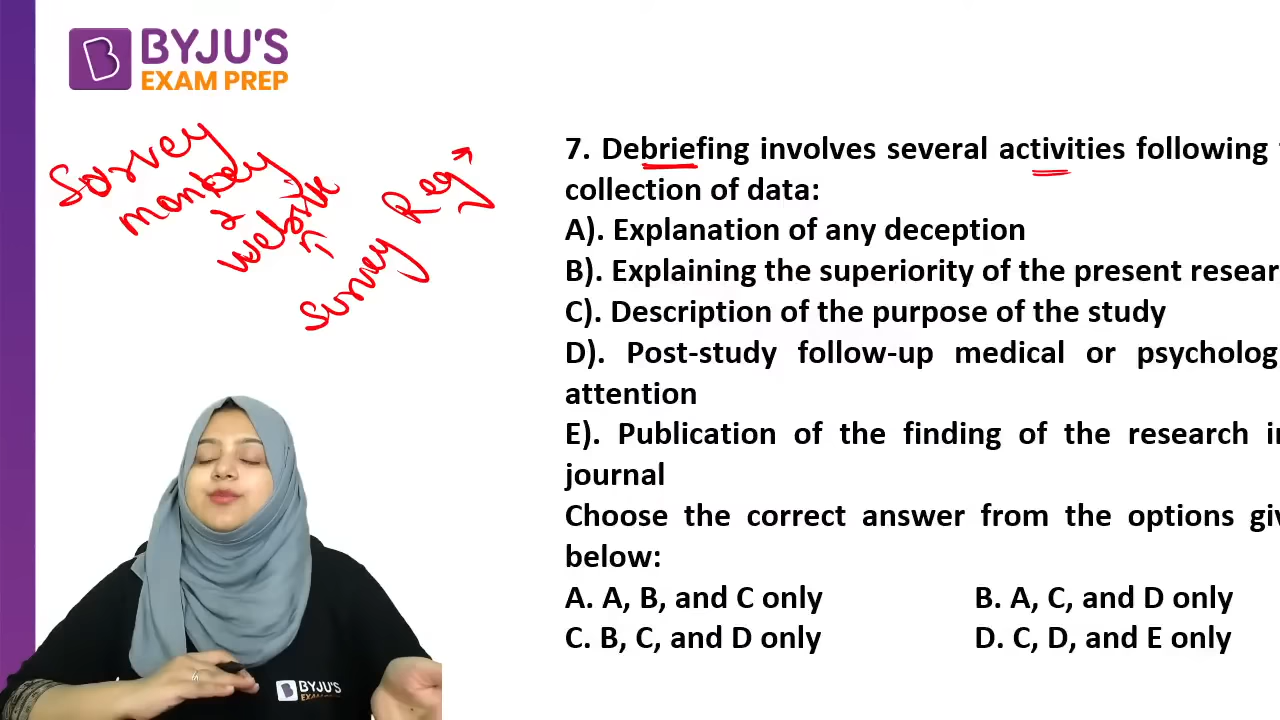 BYJU'S
EXAM PREP
Survey
monkey
website
Survey Reg
7. Debriefing involves several activities following
collection of data:
A). Explanation of any deception
B). Explaining the superiority of the present resear
C). Description of the purpose of the study
D). Post-study follow-up medical or psycholog
attention
E). Publication of the finding of the research in
journal
Choose the correct answer from the options giv
below:
A. A, B, and C only B. A, C, and D only
C. B, C, and D only D. C, D, and E only
BYJU'S
EXAM PREP